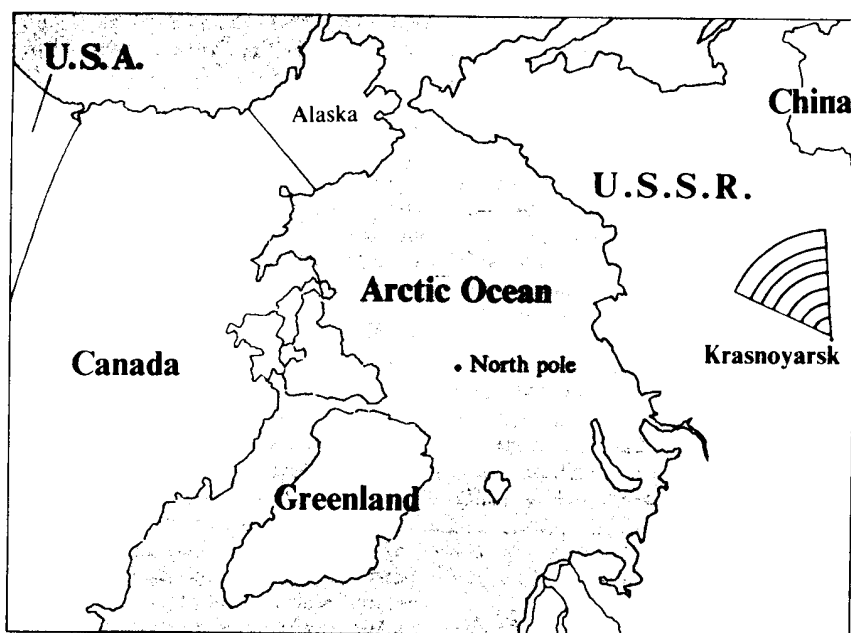 U.S.A.
Alaska
China
U.S.S.R.
Arctic Ocean
Krasnoyarsk
Canada
North pole
Greenland